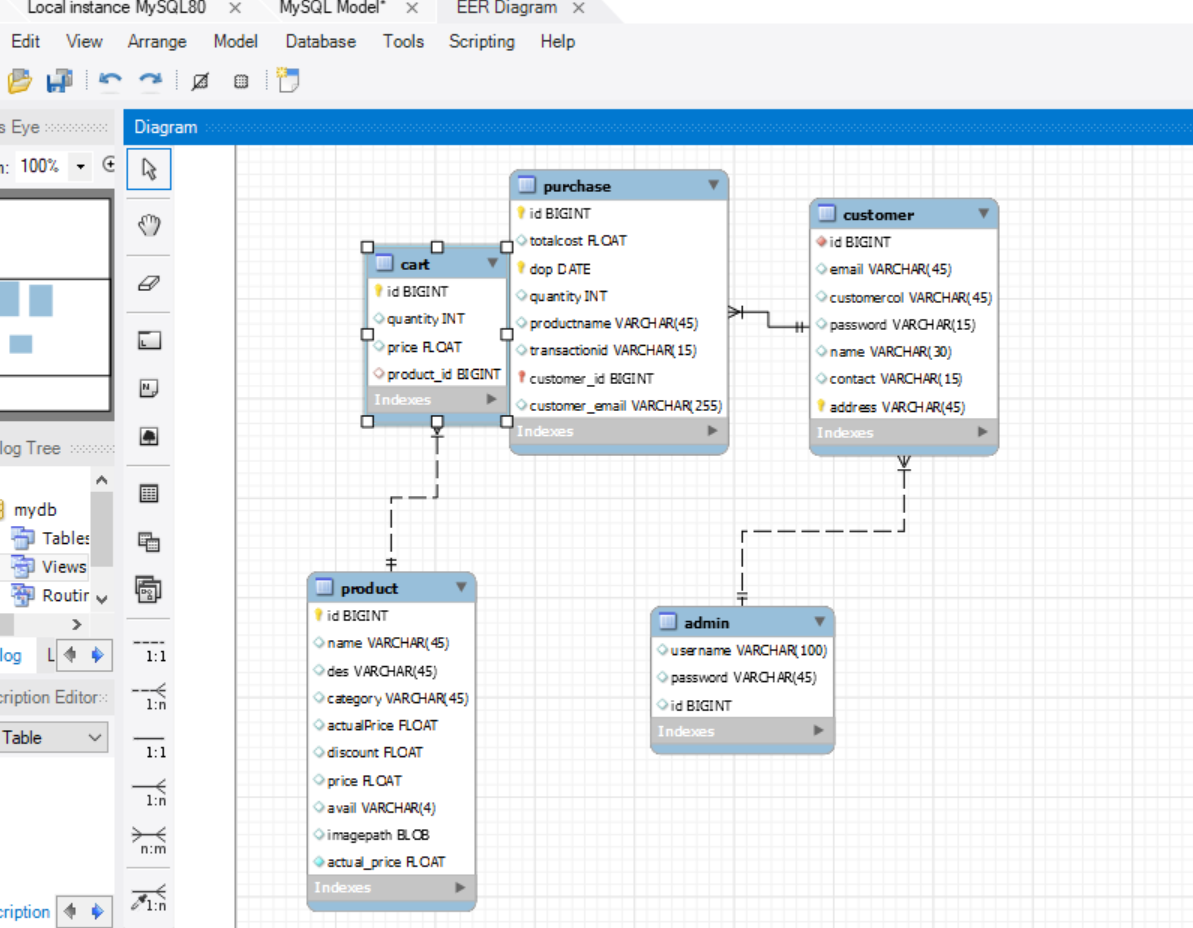 Local instance MySQL80 × MySQL Model* × EER Diagram ×
Edit View Arrange Model Database Tools Scripting Help
s Eye
Diagram
: 100%
purchase
id BIGINT
totalcost FLOAT
dop DATE
quantity INT
productname VARCHAR(45)
transactionid VARCHAR(15)
customer_id BIGINT
customer_email VARCHAR(255)
Indexes
customer
id BIGINT
email VARCHAR(45)
customercol VARCHAR(45)
password VARCHAR(15)
name VARCHAR(30)
contact VARCHAR(15)
address VARCHAR(45)
Indexes
cart
id BIGINT
quantity INT
price FLOAT
product_id BIGINT
Indexes
log Tree
mydb
Tables
Views
Routir
log L
cription Editor
Table
cription
1:1
1:n
1:1
1:n
n:m
1:n
product
id BIGINT
name VARCHAR(45)
des VARCHAR(45)
category VARCHAR(45)
actualPrice FLOAT
discount FLOAT
price FLOAT
avail VARCHAR(4)
imagepath BLOB
actual_price FLOAT
Indexes
admin
username VARCHAR(100)
password VARCHAR(45)
id BIGINT
Indexes